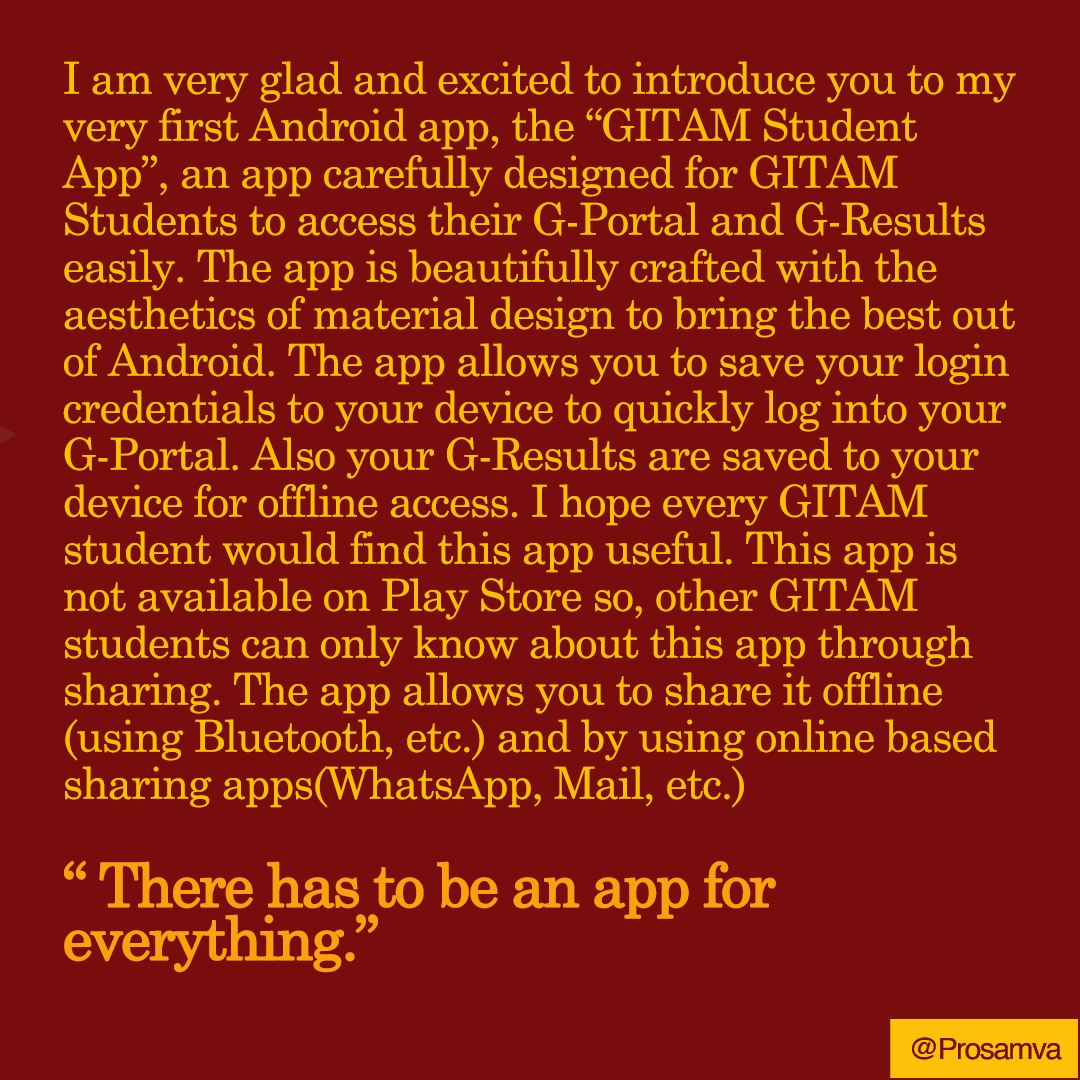 I am very glad and excited to introduce you to my
very first Android app, the “GITAM Student
App”, an app carefully designed for GITAM
Students to access their G-Portal and G-Results
easily. The app is beautifully crafted with the
aesthetics of material design to bring the best out
of Android. The app allows you to save your login
credentials to your device to quickly log into your
G-Portal. Also your G-Results are saved to your
device for offline access. I hope every GITAM
student would find this app useful. This app is
not available on Play Store so, other GITAM
students can only know about this app through
sharing. The app allows you to share it offline
(using Bluetooth, etc.) and by using online based
sharing apps(WhatsApp, Mail, etc.)
“ There has to be an app for
everything.”
@Prosamva